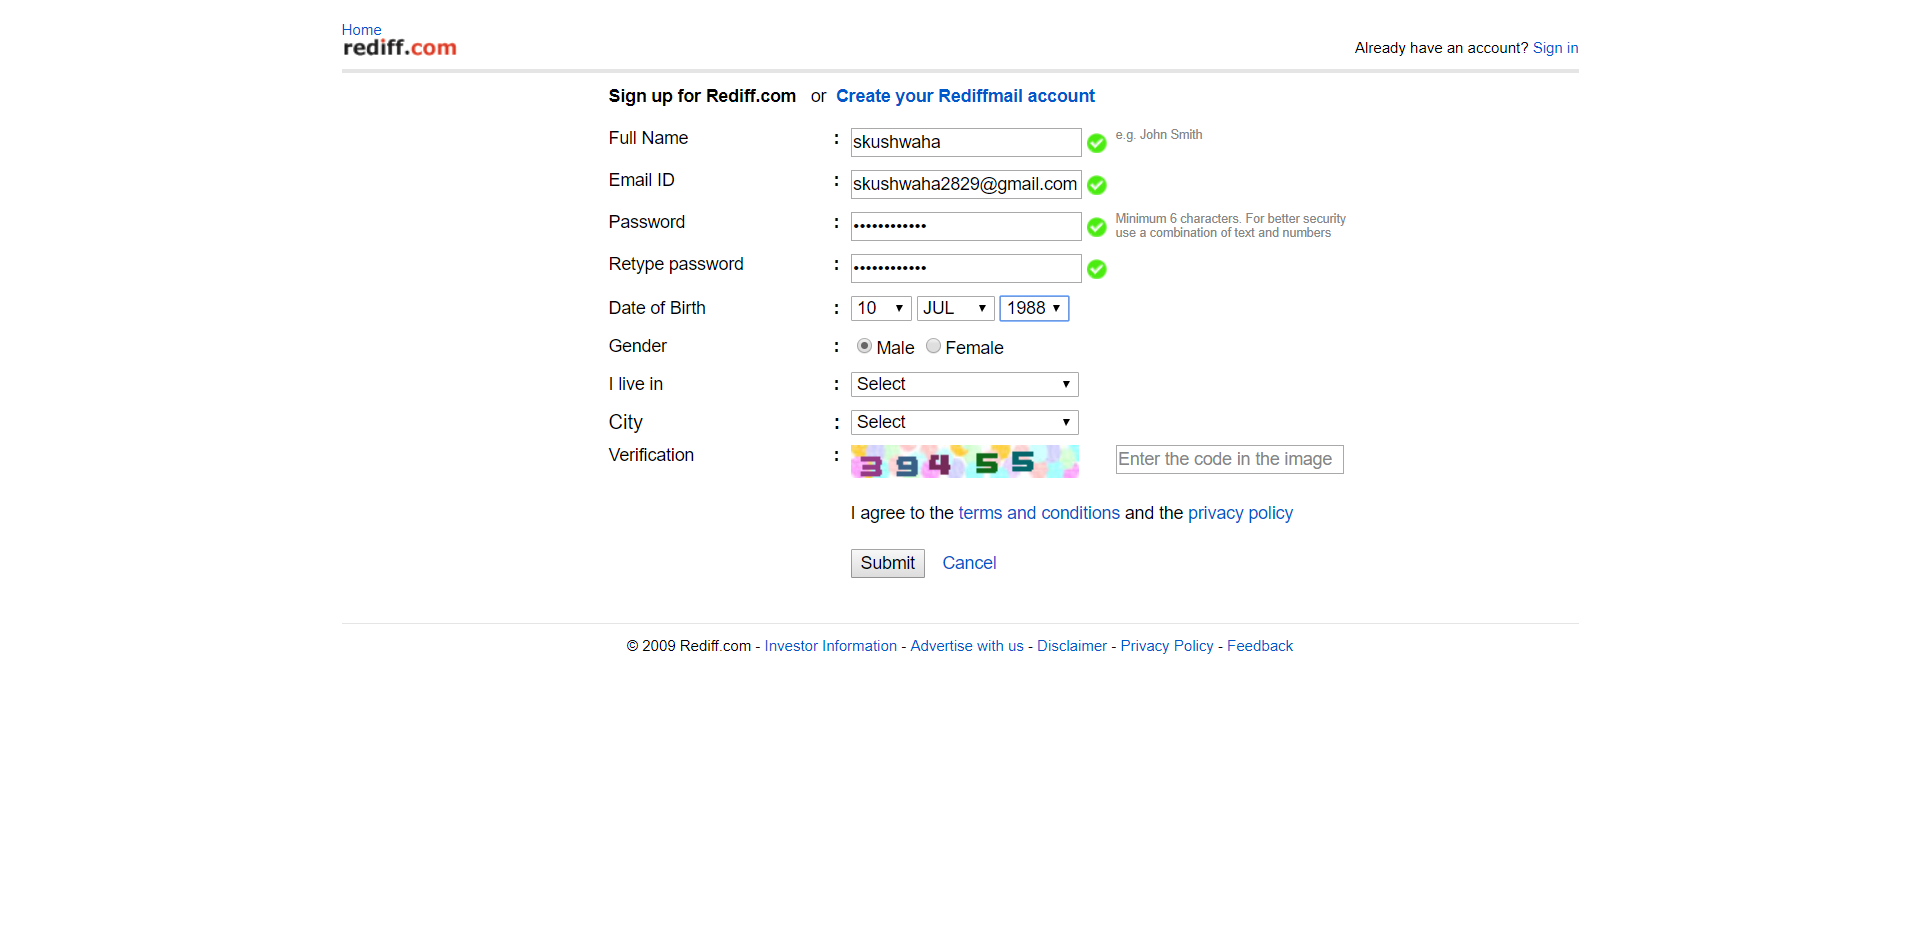 Home
rediff.com
Already have an account? Sign in
Sign up for Rediff.com or Create your Rediffmail account
Full Name : skushwaha e.g. John Smith
Email ID : skushwaha2829@gmail.com
Password : •••••••••••• Minimum 6 characters. For better security
use a combination of text and numbers
Retype password : ••••••••••••
Date of Birth : 10 JUL 1988
Gender : Male Female
I live in : Select
City : Select
Verification : 39455 Enter the code in the image
I agree to the terms and conditions and the privacy policy
Submit Cancel
© 2009 Rediff.com - Investor Information - Advertise with us - Disclaimer - Privacy Policy - Feedback